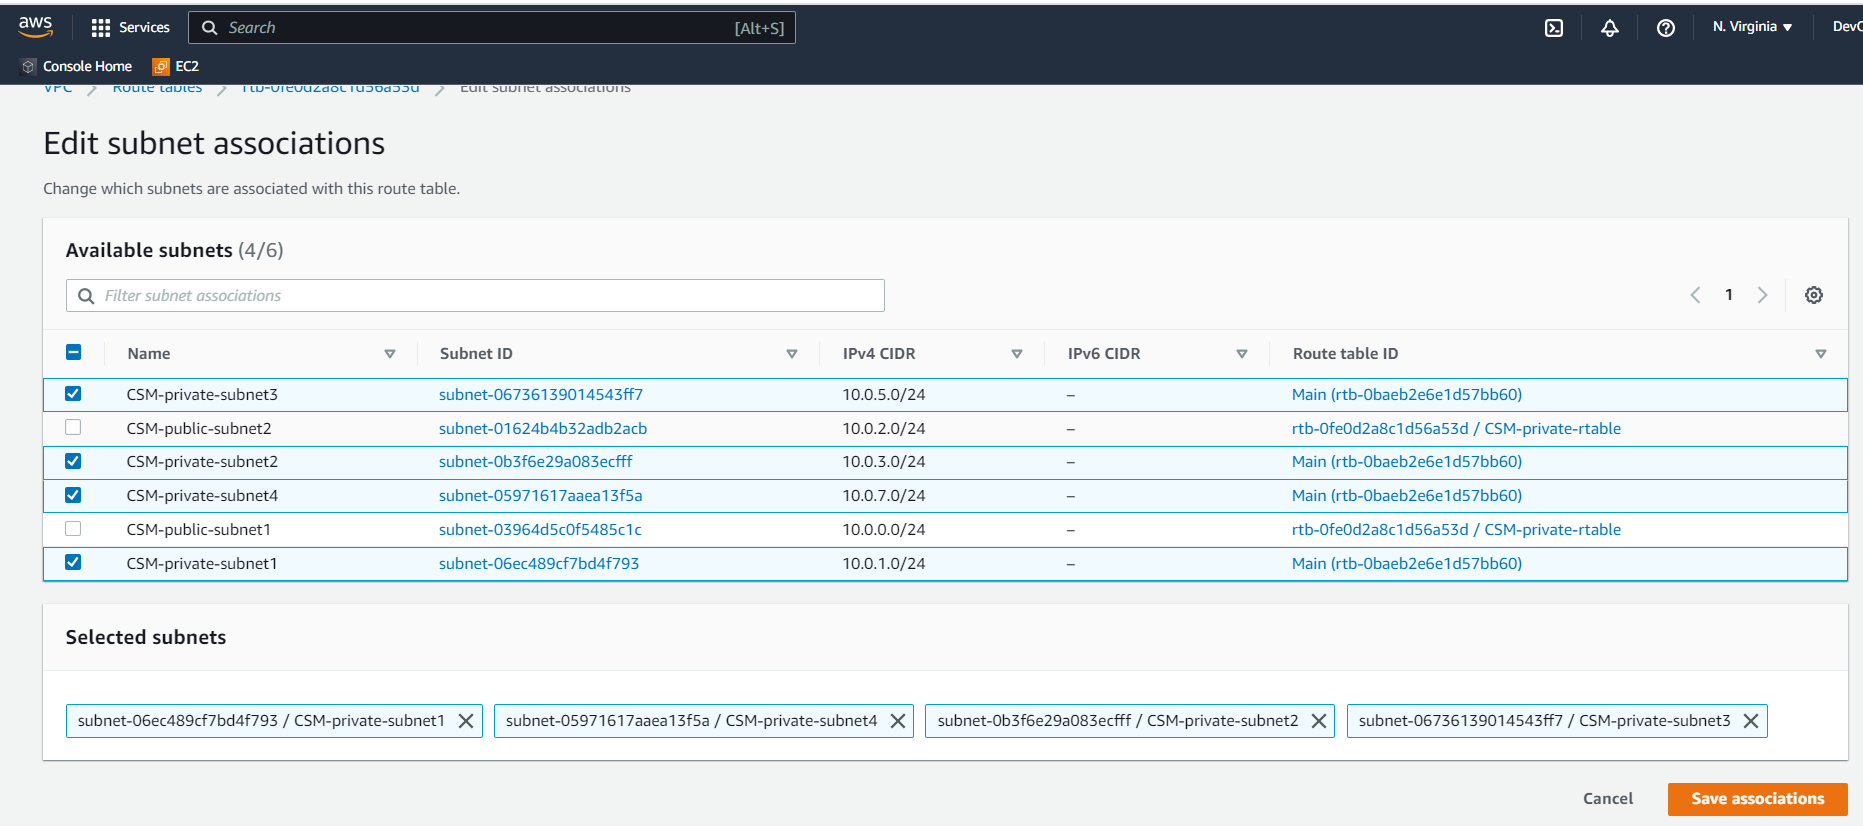 aws
Services
Search [Alt+S]
N. Virginia
Console Home
EC2
VPC Route tables rtb-0fe0d2a8c1d56a53d Edit subnet associations
Edit subnet associations
Change which subnets are associated with this route table.
Available subnets (4/6)
Filter subnet associations
1
Name Subnet ID IPv4 CIDR IPv6 CIDR Route table ID
CSM-private-subnet3 subnet-06736139014543ff7 10.0.5.0/24 – Main (rtb-0baeb2e6e1d57bb60)
CSM-public-subnet2 subnet-01624b4b32adb2acb 10.0.2.0/24 – rtb-0fe0d2a8c1d56a53d / CSM-private-rtable
CSM-private-subnet2 subnet-0b3f6e29a083ecfff 10.0.3.0/24 – Main (rtb-0baeb2e6e1d57bb60)
CSM-private-subnet4 subnet-05971617aaea13f5a 10.0.7.0/24 – Main (rtb-0baeb2e6e1d57bb60)
CSM-public-subnet1 subnet-03964d5c0f5485c1c 10.0.0.0/24 – rtb-0fe0d2a8c1d56a53d / CSM-private-rtable
CSM-private-subnet1 subnet-06ec489cf7bd4f793 10.0.1.0/24 – Main (rtb-0baeb2e6e1d57bb60)
Selected subnets
subnet-06ec489cf7bd4f793 / CSM-private-subnet1 subnet-05971617aaea13f5a / CSM-private-subnet4 subnet-0b3f6e29a083ecfff / CSM-private-subnet2 subnet-06736139014543ff7 / CSM-private-subnet3
Cancel Save associations